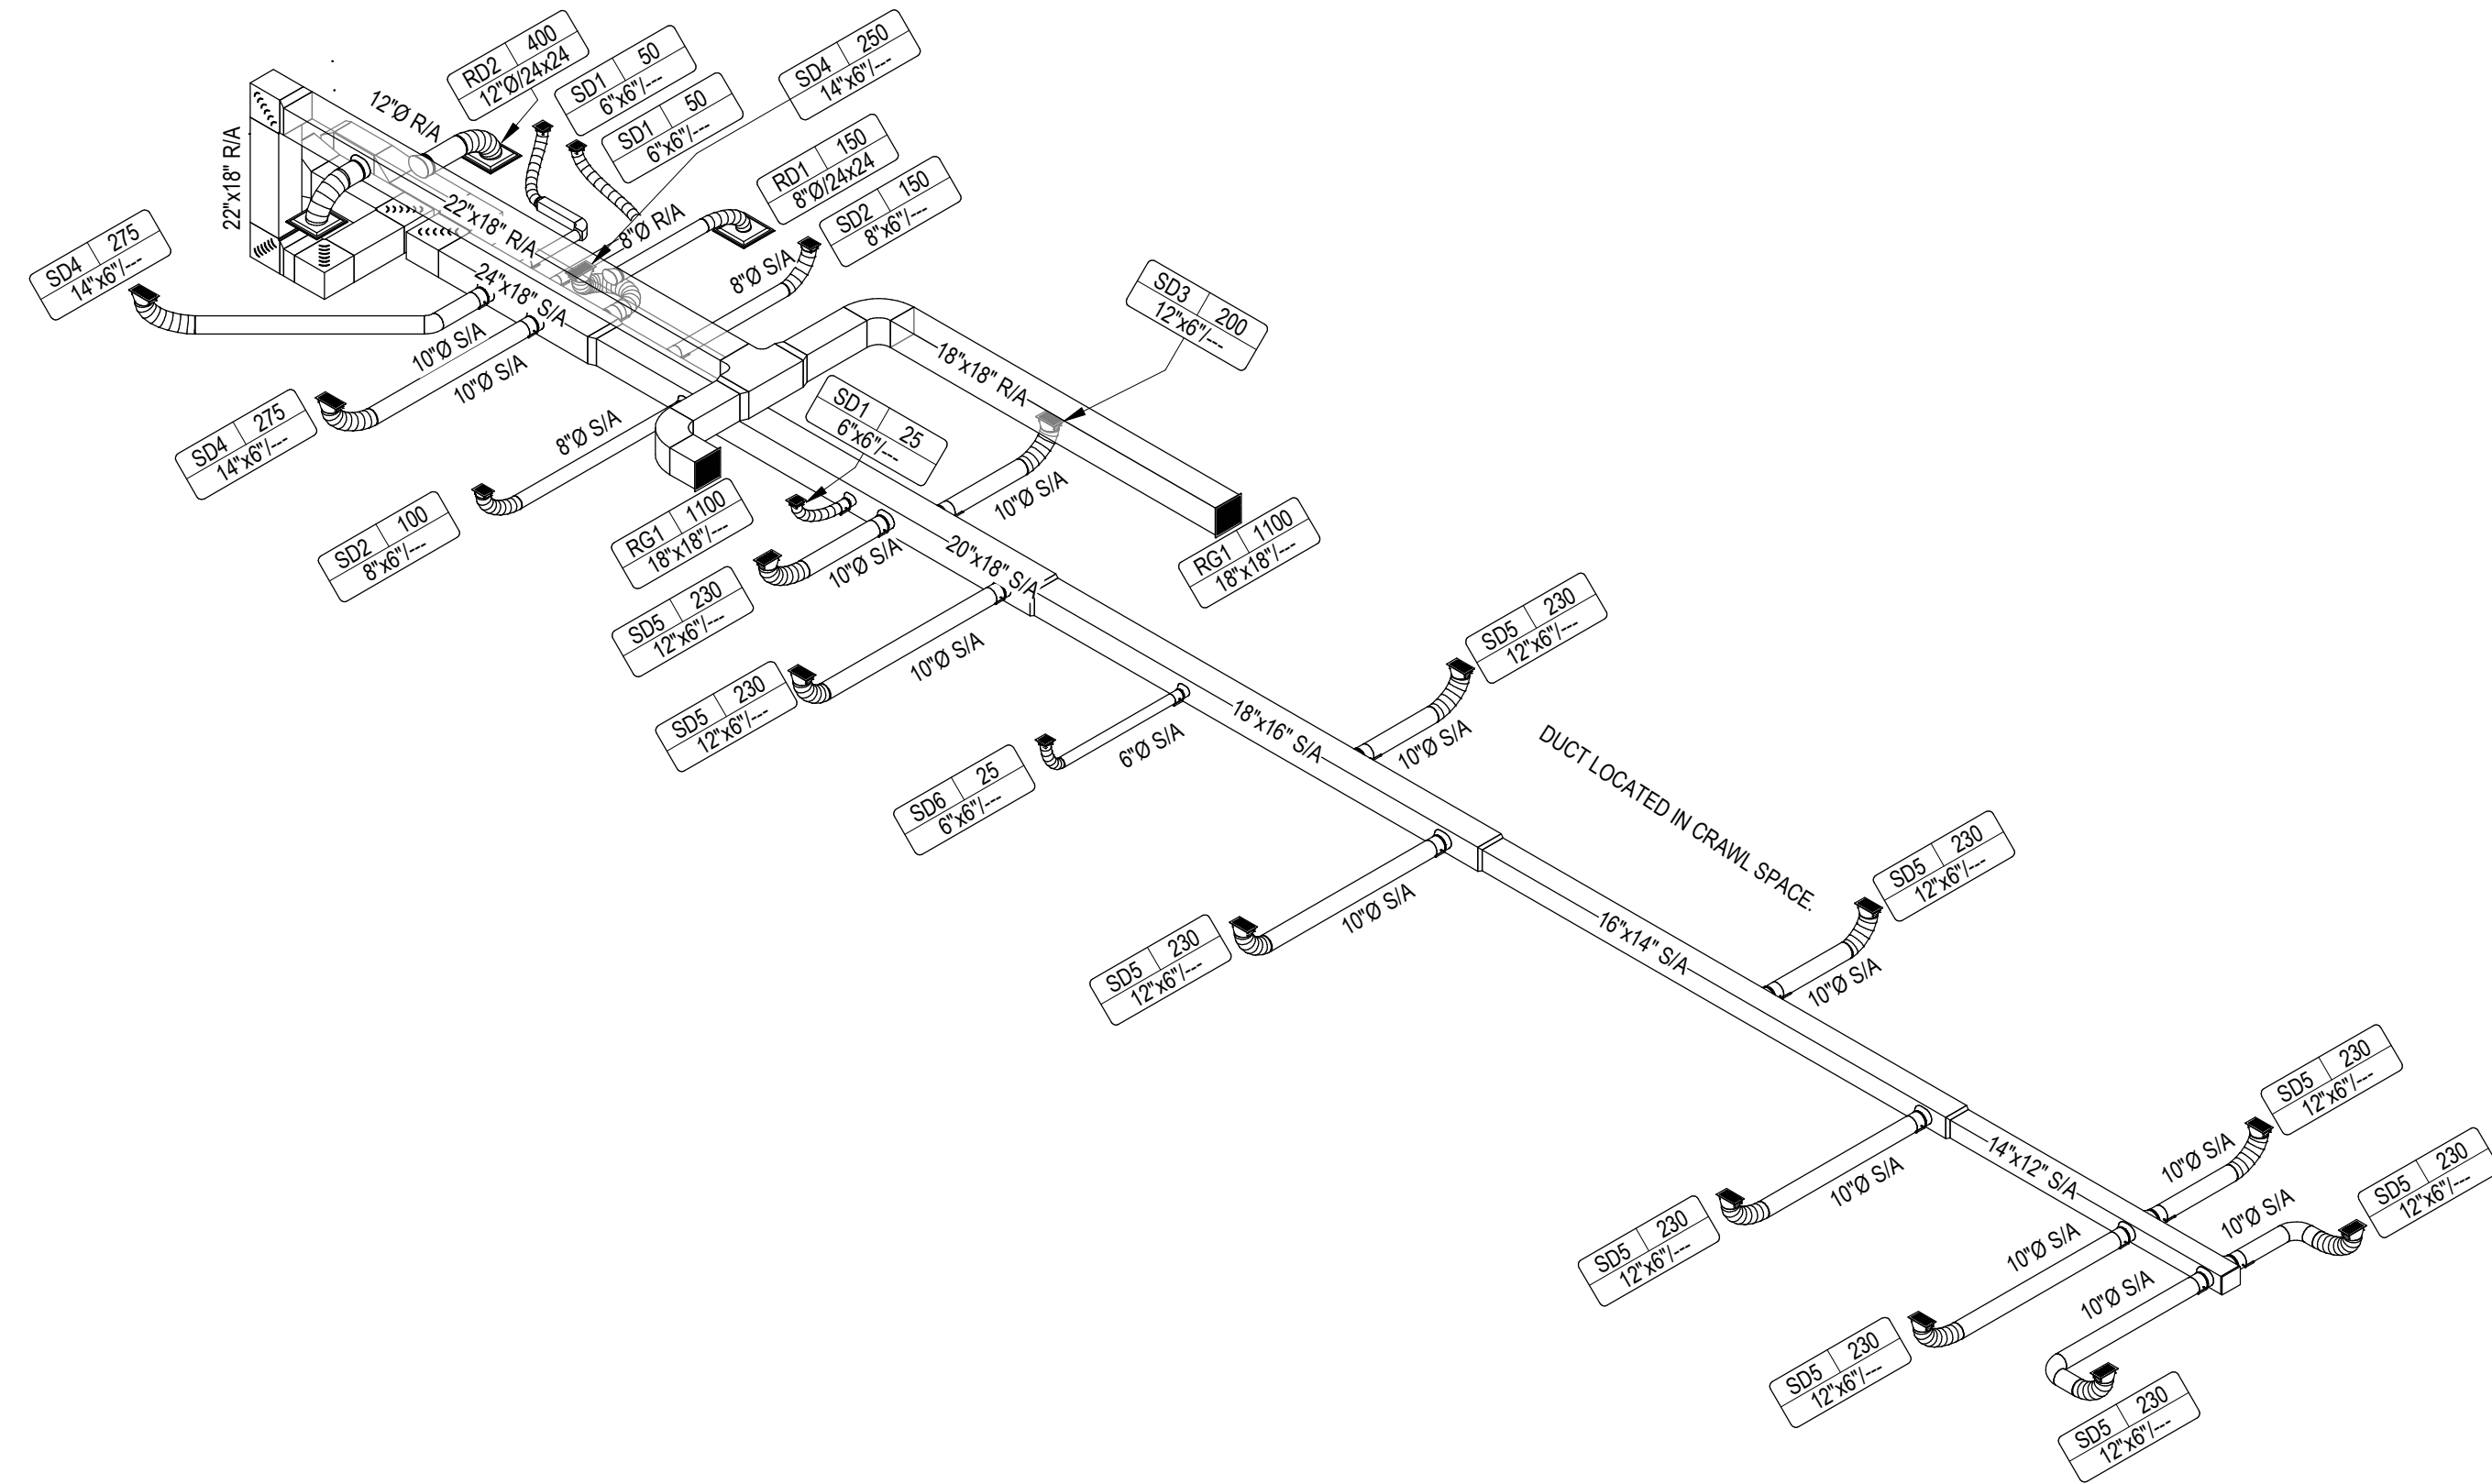 RD2 400
12"Ø/24x24
SD1 50
6"x6"/---
SD4 250
14"x6"/---
SD1 50
6"x6"/---
12"Ø R/A
RD1 150
8"Ø/24x24
SD2 150
8"x6"/---
22"x18" R/A
22"x18" R/A
8"Ø R/A
8"Ø S/A
SD4 275
14"x6"/---
24"x18" S/A
SD3 200
12"x6"/---
10"Ø S/A
10"Ø S/A
18"x18" R/A
SD4 275
14"x6"/---
8"Ø S/A
SD1 25
6"x6"/---
SD2 100
8"x6"/---
RG1 1100
18"x18"/---
10"Ø S/A
RG1 1100
18"x18"/---
10"Ø S/A
20"x18" S/A
SD5 230
12"x6"/---
10"Ø S/A
SD5 230
12"x6"/---
SD5 230
12"x6"/---
6"Ø S/A
18"x16" S/A
10"Ø S/A
DUCT LOCATED IN CRAWL SPACE.
SD6 25
6"x6"/---
SD5 230
12"x6"/---
10"Ø S/A
16"x14" S/A
10"Ø S/A
SD5 230
12"x6"/---
SD5 230
12"x6"/---
10"Ø S/A
14"x12" S/A
10"Ø S/A
SD5 230
12"x6"/---
10"Ø S/A
SD5 230
12"x6"/---
10"Ø S/A
10"Ø S/A
SD5 230
12"x6"/---
SD5 230
12"x6"/---